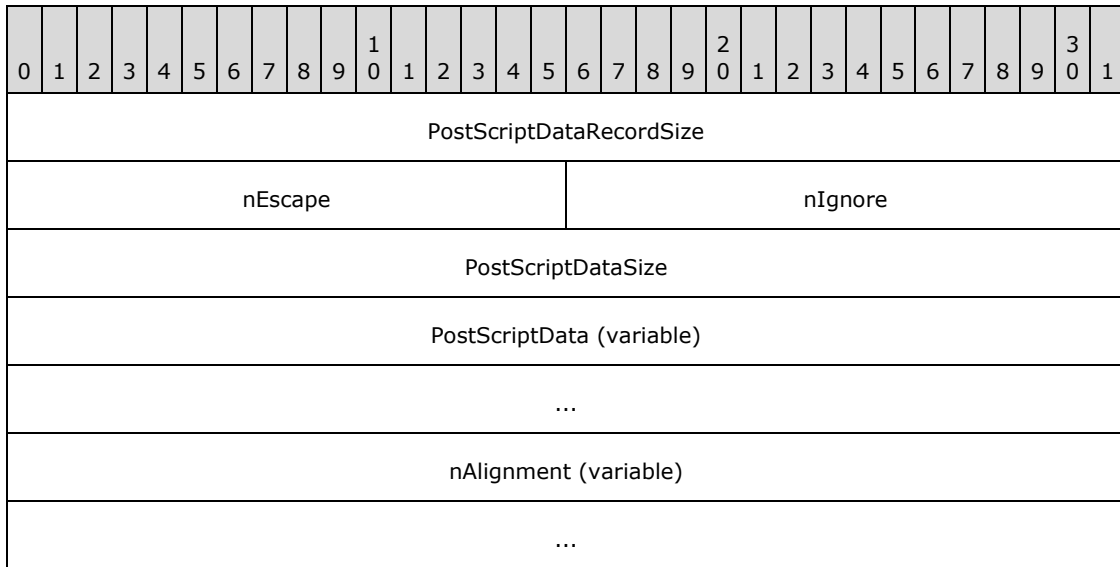 0 1 2 3 4 5 6 7 8 9 1 0 1 2 3 4 5 6 7 8 9 2 0 1 2 3 4 5 6 7 8 9 3 0 1
PostScriptDataRecordSize
nEscape nIgnore
PostScriptDataSize
PostScriptData (variable)
...
nAlignment (variable)
...